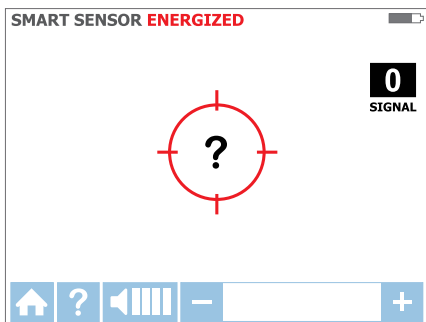 SMART SENSOR ENERGIZED
0
SIGNAL
?
? - +